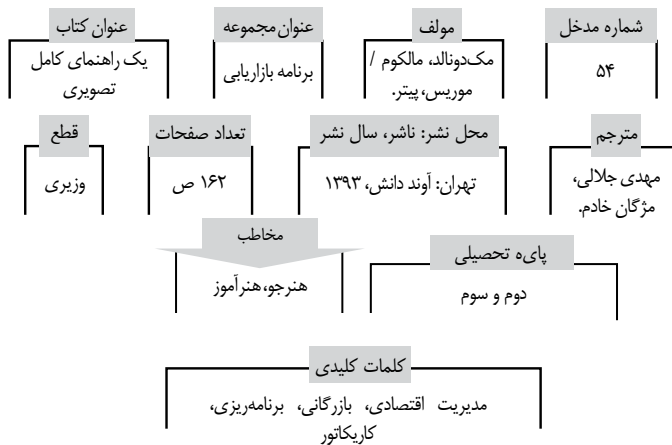 شماره مدخل
۵۴
مولف
مک‌دونالد، مالکوم /
موریس، پیتر.
عنوان مجموعه
برنامه بازاریابی
عنوان کتاب
یک راهنمای کامل
تصویری
مترجم
مهدی جلالی،
مژگان خادم.
محل نشر: ناشر، سال نشر
تهران: آوند دانش، ۱۳۹۳
تعداد صفحات
۱۶۲ ص
قطع
وزیری
پایه تحصیلی
دوم و سوم
مخاطب
هنرجو، هنرآموز
کلمات کلیدی
مدیریت اقتصادی، بازرگانی، برنامه‌ریزی،
کاریکاتور